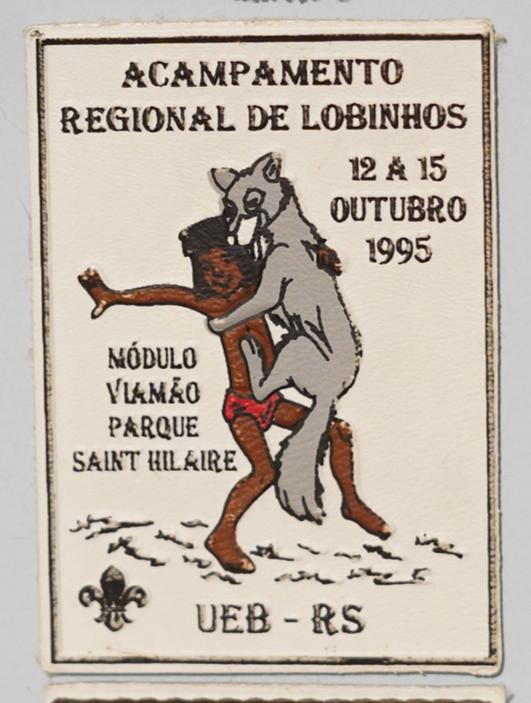 ACAMPAMENTO
REGIONAL DE LOBINHOS
12 A 15
OUTUBRO
1995
MÓDULO
VIAMÃO
PARQUE
SAINT HILAIRE
UEB - RS